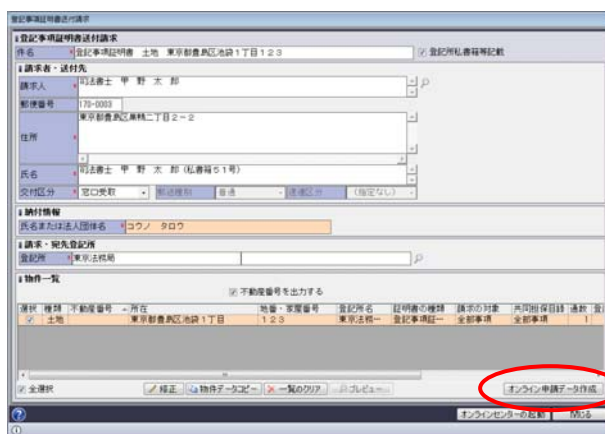 登記事項証明書送付請求
登記事項証明書送付請求
件名 *登記事項証明書 土地 東京都豊島区池袋1丁目123 登記所私書箱等記載
請求者・送付先
請求人 *司法書士 甲 野 太 郎
郵便番号 170-0003
住所 *東京都豊島区巣鴨二丁目2-2
氏名 *司法書士 甲 野 太 郎 (私書箱51号)
交付区分 *窓口受取 郵送種別 普通 速達区分 (指定なし)
納付情報
氏名または法人団体名 *コウノ タロウ
請求・宛先登記所
登記所 *東京法務局
物件一覧
不動産番号を出力する
選択 種類 不動産番号 所在 地番・家屋番号 登記所名 証明書の種類 請求の対象 共同担保目録 通数
土地 東京都豊島区池袋1丁目 123 東京法務— 登記事項証— 全部事項 全部事項 1
全選択 修正 物件データコピー 一覧のクリア プレビュー... オンライン申請データ作成
オンラインセンターの起動 閉じる